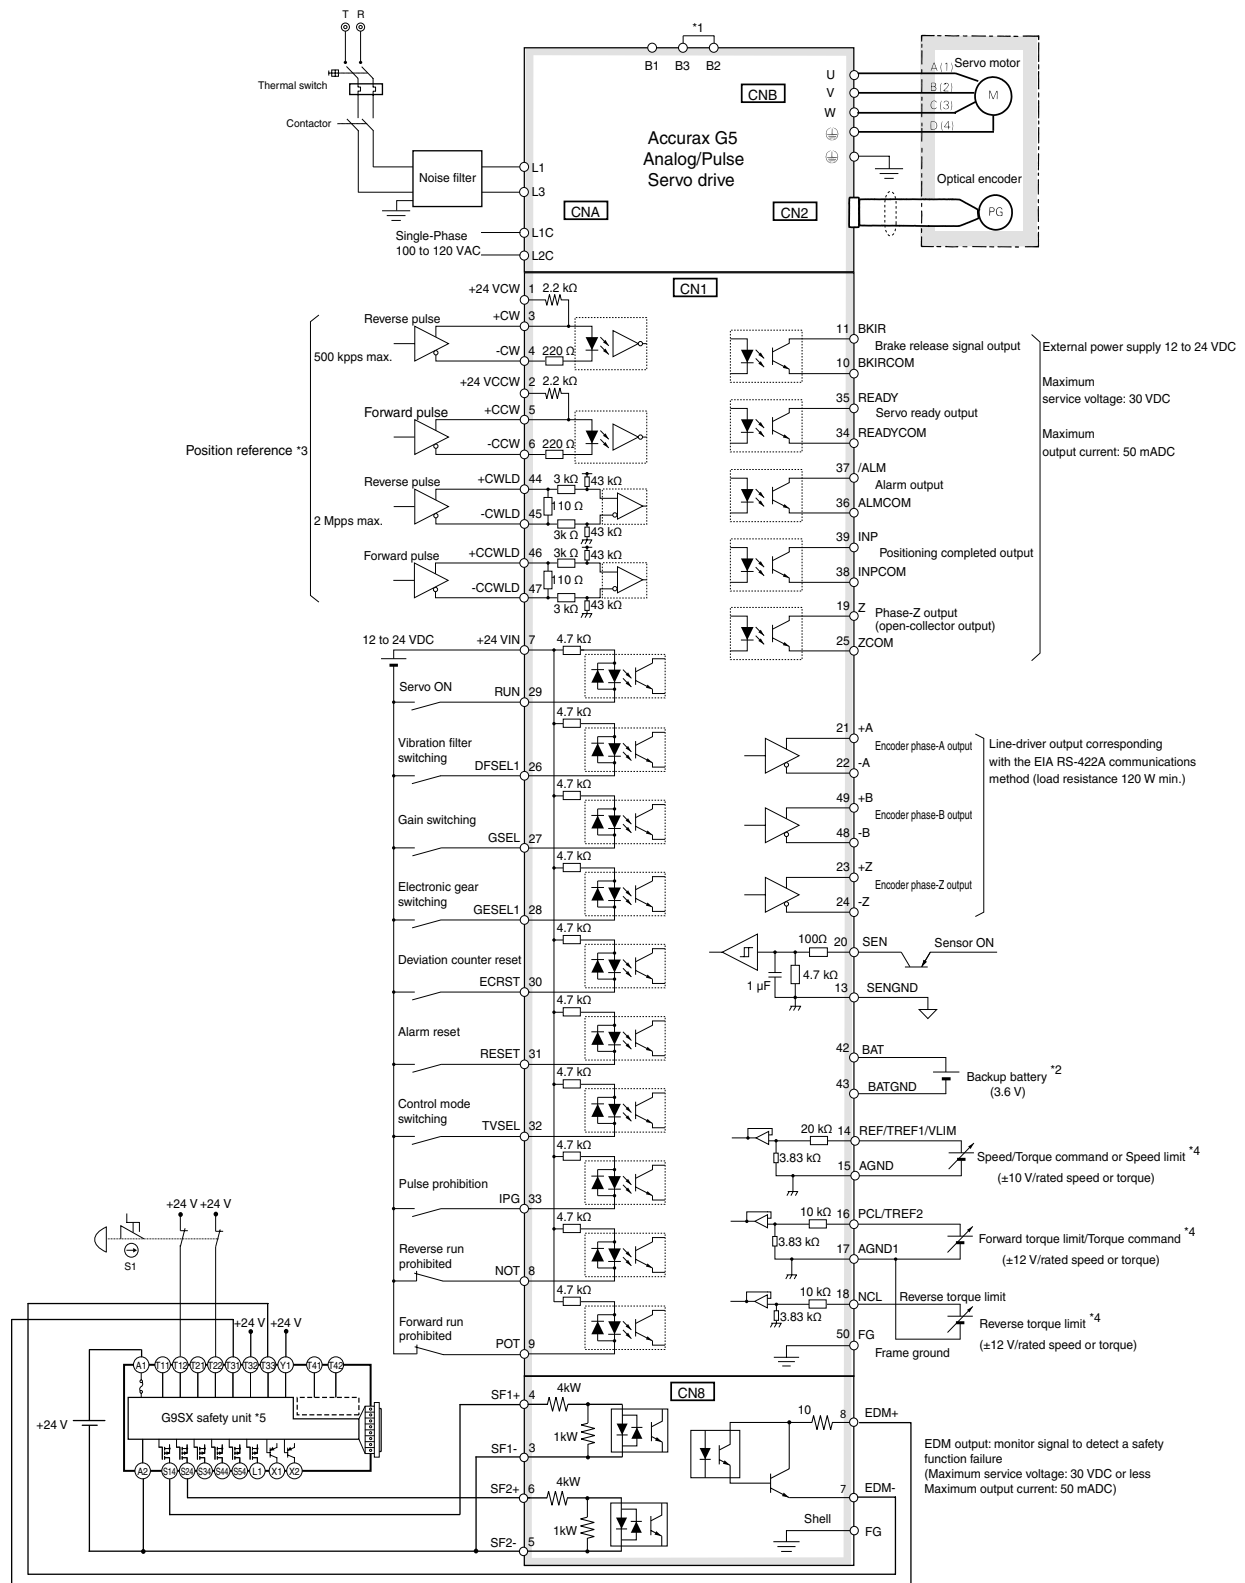 T R
*1
B1 B3 B2
Thermal switch
Contactor
Noise filter
L1
L3
Single-Phase
100 to 120 VAC
L1C
L2C
CNA
CNB
CN2
Accurax G5
Analog/Pulse
Servo drive
U
V
W
A (1)
B (2)
C (3)
D (4)
Servo motor
M
Optical encoder
PG
CN1
Position reference *3
500 kpps max.
2 Mpps max.
+24 VCW 1 2.2 kΩ
Reverse pulse
+CW 3
-CW 4 220 Ω
+24 VCCW 2 2.2 kΩ
Forward pulse
+CCW 5
-CCW 6 220 Ω
Reverse pulse
+CWLD 44 3 kΩ 43 kΩ
110 Ω
-CWLD 45
3k Ω 43 kΩ
Forward pulse
+CCWLD 46 3k Ω 43 kΩ
110 Ω
-CCWLD 47
3 kΩ 43 kΩ
12 to 24 VDC
+24 VIN 7 4.7 kΩ
Servo ON
RUN 29
4.7 kΩ
Vibration filter
switching
DFSEL1 26
4.7 kΩ
Gain switching
GSEL 27
4.7 kΩ
Electronic gear
switching
GESEL1 28
4.7 kΩ
Deviation counter reset
ECRST 30
4.7 kΩ
Alarm reset
RESET 31
4.7 kΩ
Control mode
switching
TVSEL 32
4.7 kΩ
Pulse prohibition
IPG 33
4.7 kΩ
Reverse run
prohibited
NOT 8
4.7 kΩ
Forward run
prohibited
POT 9
11 BKIR
Brake release signal output
10 BKIRCOM
35 READY
Servo ready output
34 READYCOM
37 /ALM
Alarm output
36 ALMCOM
39 INP
Positioning completed output
38 INPCOM
19 Z
Phase-Z output
(open-collector output)
25 ZCOM
External power supply 12 to 24 VDC
Maximum
service voltage: 30 VDC
Maximum
output current: 50 mADC
21 +A
Encoder phase-A output
22 -A
49 +B
Encoder phase-B output
48 -B
23 +Z
Encoder phase-Z output
24 -Z
Line-driver output corresponding
with the EIA RS-422A communications
method (load resistance 120 W min.)
100Ω 20 SEN Sensor ON
4.7 kΩ
1 µF
13 SENGND
42 BAT
Backup battery *2
(3.6 V)
43 BATGND
20 kΩ 14 REF/TREF1/VLIM
3.83 kΩ
15 AGND
Speed/Torque command or Speed limit *4
(±10 V/rated speed or torque)
10 kΩ 16 PCL/TREF2
3.83 kΩ
17 AGND1
Forward torque limit/Torque command *4
(±12 V/rated speed or torque)
10 kΩ 18 NCL Reverse torque limit
3.83 kΩ
Reverse torque limit *4
(±12 V/rated speed or torque)
50 FG
Frame ground
+24 V +24 V
S1
+24 V +24 V
A1 T11 T12 T21 T22 T31 T32 T33 Y1 T41 T42
G9SX safety unit *5
+24 V
A2 S14 S24 S34 S44 S54 L1 X1 X2
CN8
SF1+ 4 4kW
1kW
SF1- 3
SF2+ 6 4kW
1kW
SF2- 5
10 8 EDM+
7 EDM-
Shell
FG
EDM output: monitor signal to detect a safety
function failure
(Maximum service voltage: 30 VDC or less
Maximum output current: 50 mADC)